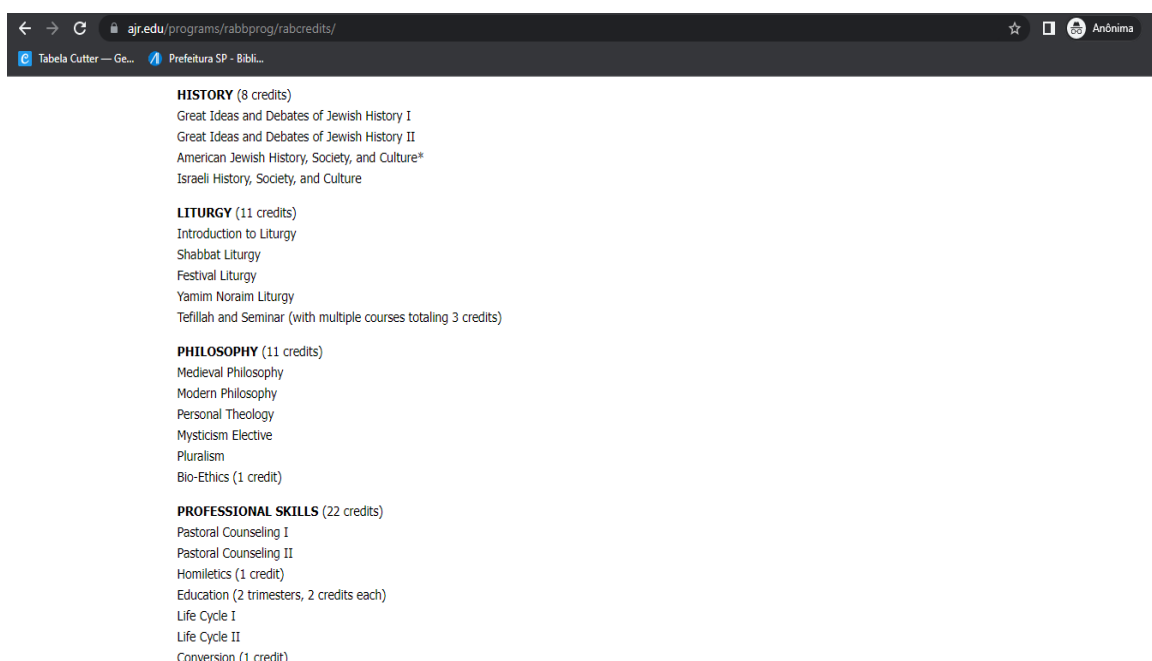 ajr.edu/programs/rabbprog/rabcredits/
Anônima
Tabela Cutter — Ge...
Prefeitura SP - Bibli...
HISTORY (8 credits)
Great Ideas and Debates of Jewish History I
Great Ideas and Debates of Jewish History II
American Jewish History, Society, and Culture*
Israeli History, Society, and Culture
LITURGY (11 credits)
Introduction to Liturgy
Shabbat Liturgy
Festival Liturgy
Yamim Noraim Liturgy
Tefillah and Seminar (with multiple courses totaling 3 credits)
PHILOSOPHY (11 credits)
Medieval Philosophy
Modern Philosophy
Personal Theology
Mysticism Elective
Pluralism
Bio-Ethics (1 credit)
PROFESSIONAL SKILLS (22 credits)
Pastoral Counseling I
Pastoral Counseling II
Homiletics (1 credit)
Education (2 trimesters, 2 credits each)
Life Cycle I
Life Cycle II
Conversion (1 credit)